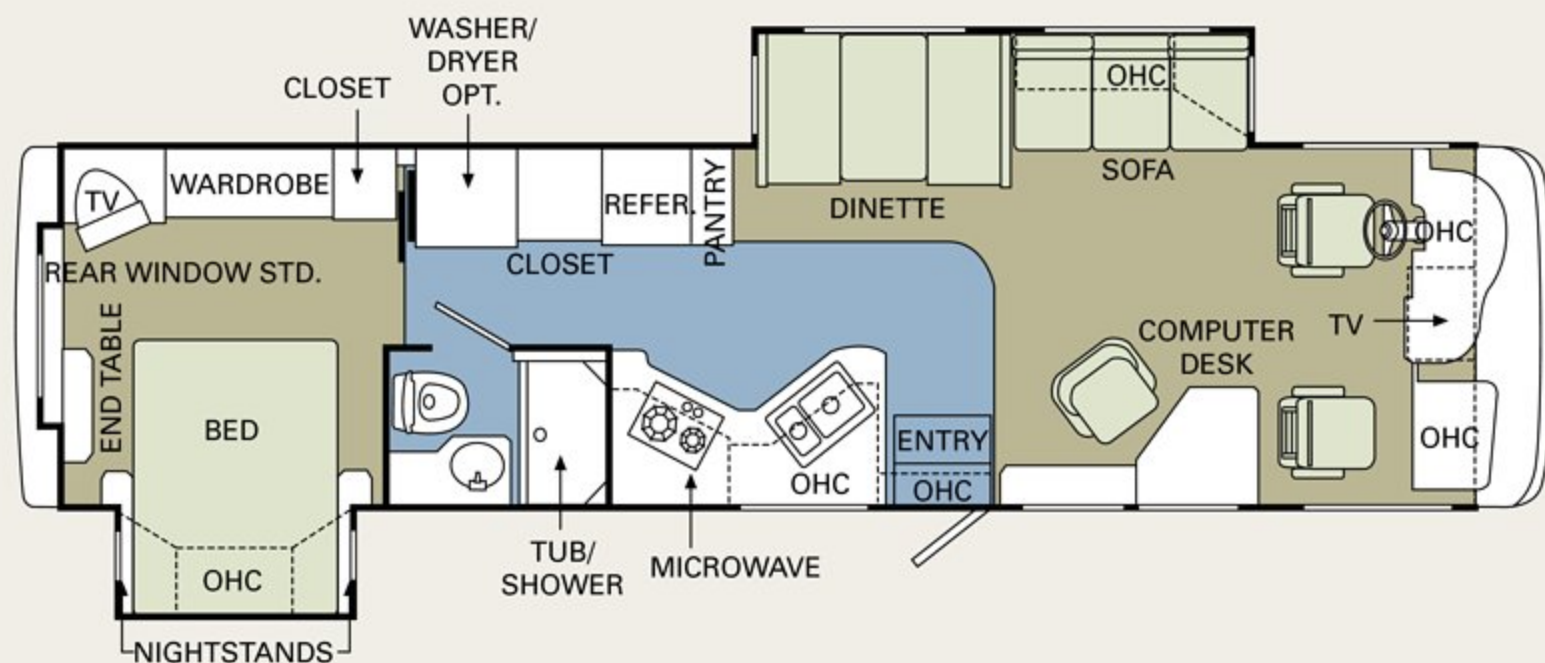 WASHER/
DRYER
OPT.
CLOSET
OHC
TV
WARDROBE
REFER.
PANTRY
SOFA
DINETTE
OHC
CLOSET
REAR WINDOW STD.
END TABLE
COMPUTER
DESK
TV
BED
ENTRY
OHC
OHC
OHC
TUB/
SHOWER
MICROWAVE
OHC
NIGHTSTANDS